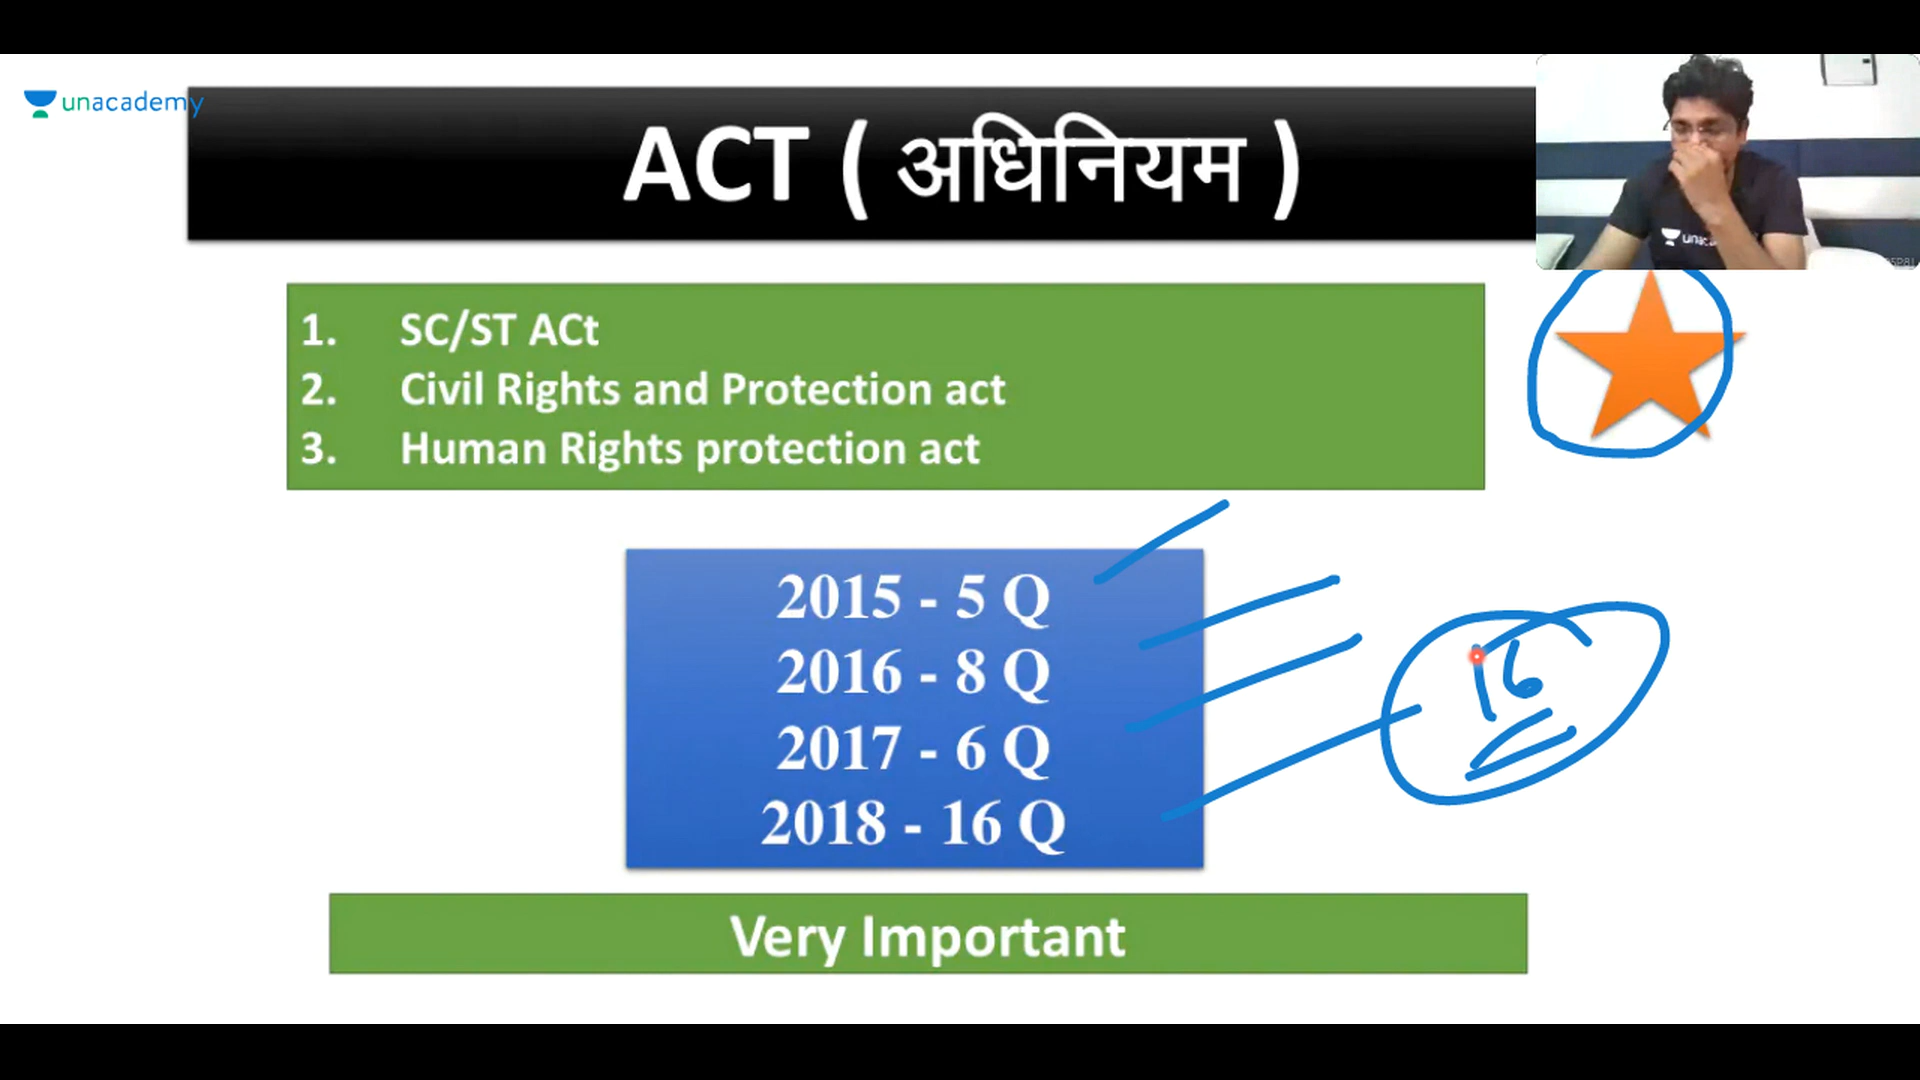 unacademy
ACT ( अधिनियम )
1. SC/ST ACt
2. Civil Rights and Protection act
3. Human Rights protection act
2015 - 5 Q
2016 - 8 Q
2017 - 6 Q
2018 - 16 Q
16
Very Important